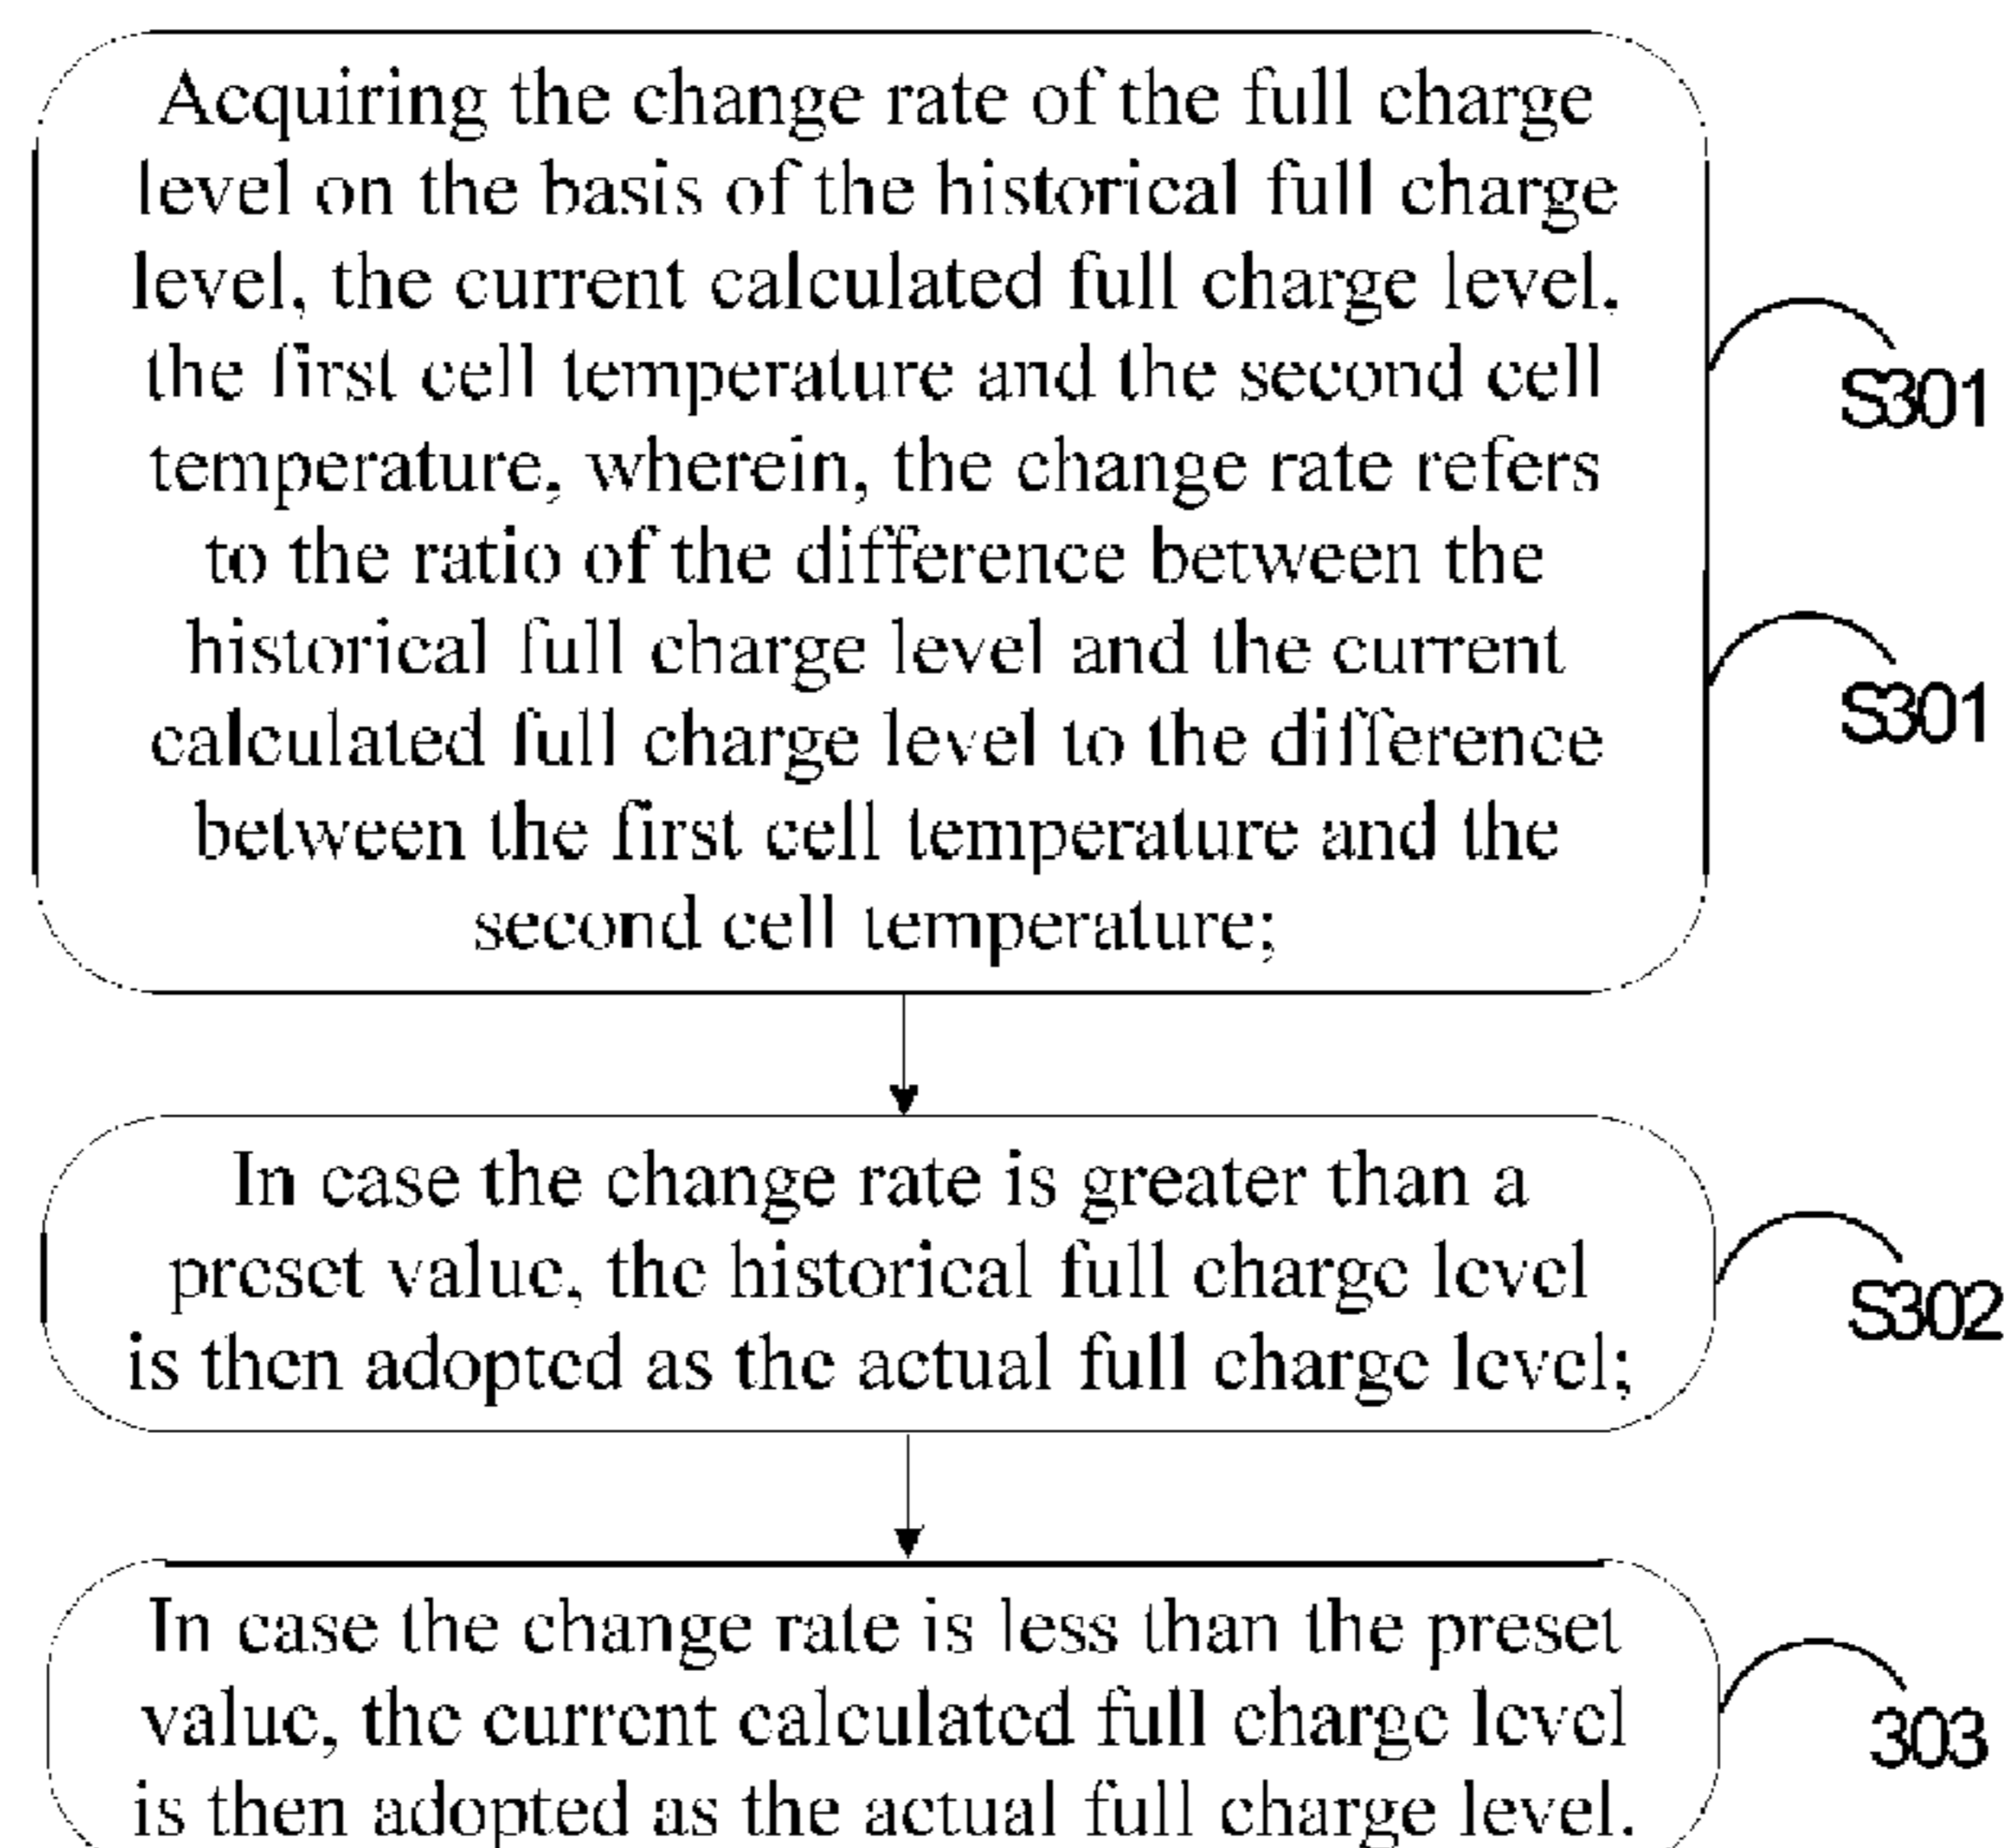 Acquiring the change rate of the full charge
level on the basis of the historical full charge
level, the current calculated full charge level,
the first cell temperature and the second cell
temperature, wherein, the change rate refers
to the ratio of the difference between the
historical full charge level and the current
calculated full charge level to the difference
between the first cell temperature and the
second cell temperature;
S301
S301
In case the change rate is greater than a
preset value, the historical full charge level
is then adopted as the actual full charge level;
S302
In case the change rate is less than the preset
value, the current calculated full charge level
is then adopted as the actual full charge level.
303